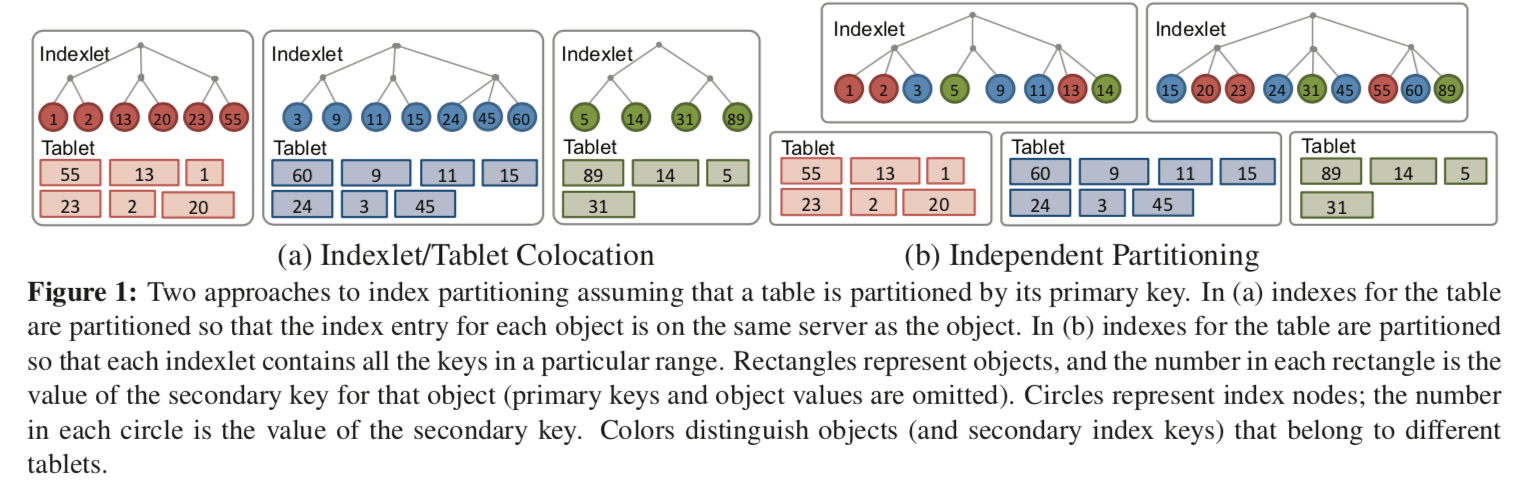 Indexlet
1 2 13 20 23 55
Tablet
55 13 1
23 2 20
Indexlet
3 9 11 15 24 45 60
Tablet
60 9 11 15
24 3 45
Indexlet
5 14 31 89
Tablet
89 14 5
31
(a) Indexlet/Tablet Colocation
Indexlet
1 2 3 5 9 11 13 14
Indexlet
15 20 23 24 31 45 55 60 89
Tablet
55 13 1
23 2 20
Tablet
60 9 11 15
24 3 45
Tablet
89 14 5
31
(b) Independent Partitioning
Figure 1: Two approaches to index partitioning assuming that a table is partitioned by its primary key. In (a) indexes for the table
are partitioned so that the index entry for each object is on the same server as the object. In (b) indexes for the table are partitioned
so that each indexlet contains all the keys in a particular range. Rectangles represent objects, and the number in each rectangle is the
value of the secondary key for that object (primary keys and object values are omitted). Circles represent index nodes; the number
in each circle is the value of the secondary key. Colors distinguish objects (and secondary index keys) that belong to different
tablets.